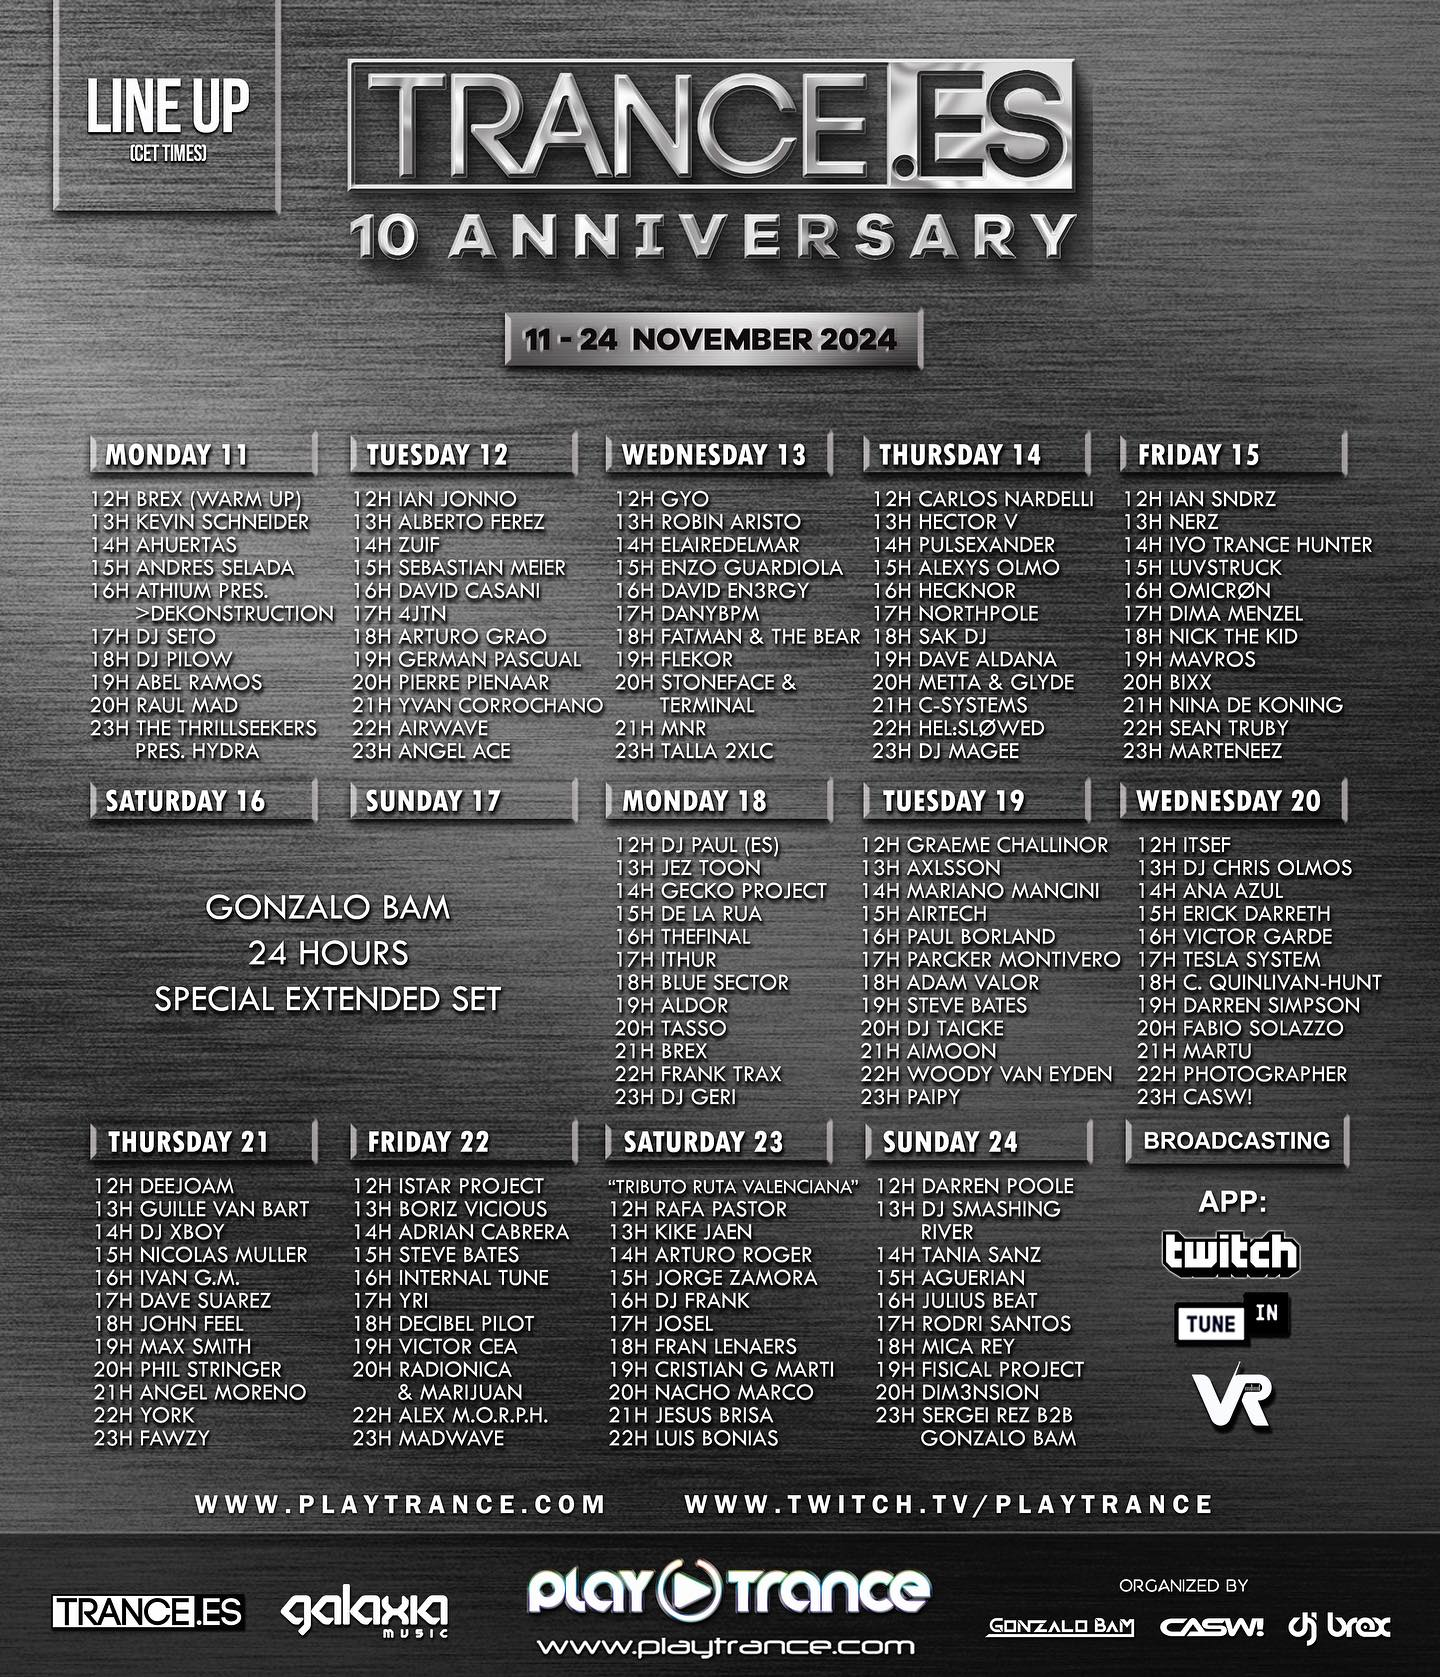 LINE UP
(CET TIMES)
TRANCE.ES
10 ANNIVERSARY
11 - 24 NOVEMBER 2024
MONDAY 11
12H BREX (WARM UP)
13H KEVIN SCHNEIDER
14H AHUERTAS
15H ANDRES SELADA
16H ATHIUM PRES.
>DEKONSTRUCTION
17H DJ SETO
18H DJ PILOW
19H ABEL RAMOS
20H RAUL MAD
23H THE THRILLSEEKERS
PRES. HYDRA
TUESDAY 12
12H IAN JONNO
13H ALBERTO FEREZ
14H ZUIF
15H SEBASTIAN MEIER
16H DAVID CASANI
17H 4JTN
18H ARTURO GRAO
19H GERMAN PASCUAL
20H PIERRE PIENAAR
21H YVAN CORROCHANO
22H AIRWAVE
23H ANGEL ACE
WEDNESDAY 13
12H GYO
13H ROBIN ARISTO
14H ELAIREDELMAR
15H ENZO GUARDIOLA
16H DAVID EN3RGY
17H DANYBPM
18H FATMAN & THE BEAR
19H FLEKOR
20H STONEFACE &
TERMINAL
21H MNR
23H TALLA 2XLC
THURSDAY 14
12H CARLOS NARDELLI
13H HECTOR V
14H PULSEXANDER
15H ALEXYS OLMO
16H HECKNOR
17H NORTHPOLE
18H SAK DJ
19H DAVE ALDANA
20H METTA & GLYDE
21H C-SYSTEMS
22H HEL:SLØWED
23H DJ MAGEE
FRIDAY 15
12H IAN SNDRZ
13H NERZ
14H IVO TRANCE HUNTER
15H LUVSTRUCK
16H OMICRØN
17H DIMA MENZEL
18H NICK THE KID
19H MAVROS
20H BIXX
21H NINA DE KONING
22H SEAN TRUBY
23H MARTENEEZ
SATURDAY 16
SUNDAY 17
GONZALO BAM
24 HOURS
SPECIAL EXTENDED SET
MONDAY 18
12H DJ PAUL (ES)
13H JEZ TOON
14H GECKO PROJECT
15H DE LA RUA
16H THEFINAL
17H ITHUR
18H BLUE SECTOR
19H ALDOR
20H TASSO
21H BREX
22H FRANK TRAX
23H DJ GERI
TUESDAY 19
12H GRAEME CHALLINOR
13H AXLSSON
14H MARIANO MANCINI
15H AIRTECH
16H PAUL BORLAND
17H PARCKER MONTIVERO
18H ADAM VALOR
19H STEVE BATES
20H DJ TAICKE
21H AIMOON
22H WOODY VAN EYDEN
23H PAIPY
WEDNESDAY 20
12H ITSEF
13H DJ CHRIS OLMOS
14H ANA AZUL
15H ERICK DARRETH
16H VICTOR GARDE
17H TESLA SYSTEM
18H C. QUINLIVAN-HUNT
19H DARREN SIMPSON
20H FABIO SOLAZZO
21H MARTU
22H PHOTOGRAPHER
23H CASW!
THURSDAY 21
12H DEEJOAM
13H GUILLE VAN BART
14H DJ XBOY
15H NICOLAS MULLER
16H IVAN G.M.
17H DAVE SUAREZ
18H JOHN FEEL
19H MAX SMITH
20H PHIL STRINGER
21H ANGEL MORENO
22H YORK
23H FAWZY
FRIDAY 22
12H ISTAR PROJECT
13H BORIZ VICIOUS
14H ADRIAN CABRERA
15H STEVE BATES
16H INTERNAL TUNE
17H YRI
18H DECIBEL PILOT
19H VICTOR CEA
20H RADIONICA
& MARIJUAN
22H ALEX M.O.R.P.H.
23H MADWAVE
SATURDAY 23
“TRIBUTO RUTA VALENCIANA”
12H RAFA PASTOR
13H KIKE JAEN
14H ARTURO ROGER
15H JORGE ZAMORA
16H DJ FRANK
17H JOSEL
18H FRAN LENAERS
19H CRISTIAN G MARTI
20H NACHO MARCO
21H JESUS BRISA
22H LUIS BONIAS
SUNDAY 24
12H DARREN POOLE
13H DJ SMASHING
RIVER
14H TANIA SANZ
15H AGUERIAN
16H JULIUS BEAT
17H RODRI SANTOS
18H MICA REY
19H FISICAL PROJECT
20H DIM3NSION
23H SERGEI REZ B2B
GONZALO BAM
BROADCASTING
APP:
twitch
TUNE IN
VR
WWW.PLAYTRANCE.COM
WWW.TWITCH.TV/PLAYTRANCE
TRANCE.ES
galaxia
MUSIC
PLAY TRANCE
www.playtrance.com
ORGANIZED BY
GONZALO BAM
CASW!
dj brex